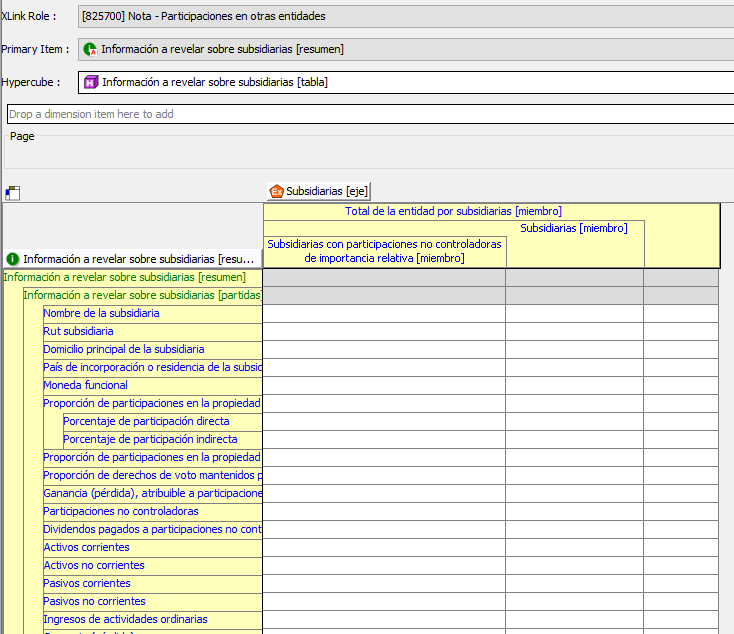 XLink Role :
[825700] Nota - Participaciones en otras entidades
Primary Item :
Información a revelar sobre subsidiarias [resumen]
Hypercube :
Información a revelar sobre subsidiarias [tabla]
Drop a dimension item here to add
Page
Subsidiarias [eje]
Total de la entidad por subsidiarias [miembro]
Subsidiarias [miembro]
Subsidiarias con participaciones no controladoras
de importancia relativa [miembro]
Información a revelar sobre subsidiarias [resu...
Información a revelar sobre subsidiarias [resumen]
Información a revelar sobre subsidiarias [partidas]
Nombre de la subsidiaria
Rut subsidiaria
Domicilio principal de la subsidiaria
País de incorporación o residencia de la subsid
Moneda funcional
Proporción de participaciones en la propiedad
Porcentaje de participación directa
Porcentaje de participación indirecta
Proporción de participaciones en la propiedad
Proporción de derechos de voto mantenidos p
Ganancia (pérdida), atribuible a participacione
Participaciones no controladoras
Dividendos pagados a participaciones no cont
Activos corrientes
Activos no corrientes
Pasivos corrientes
Pasivos no corrientes
Ingresos de actividades ordinarias